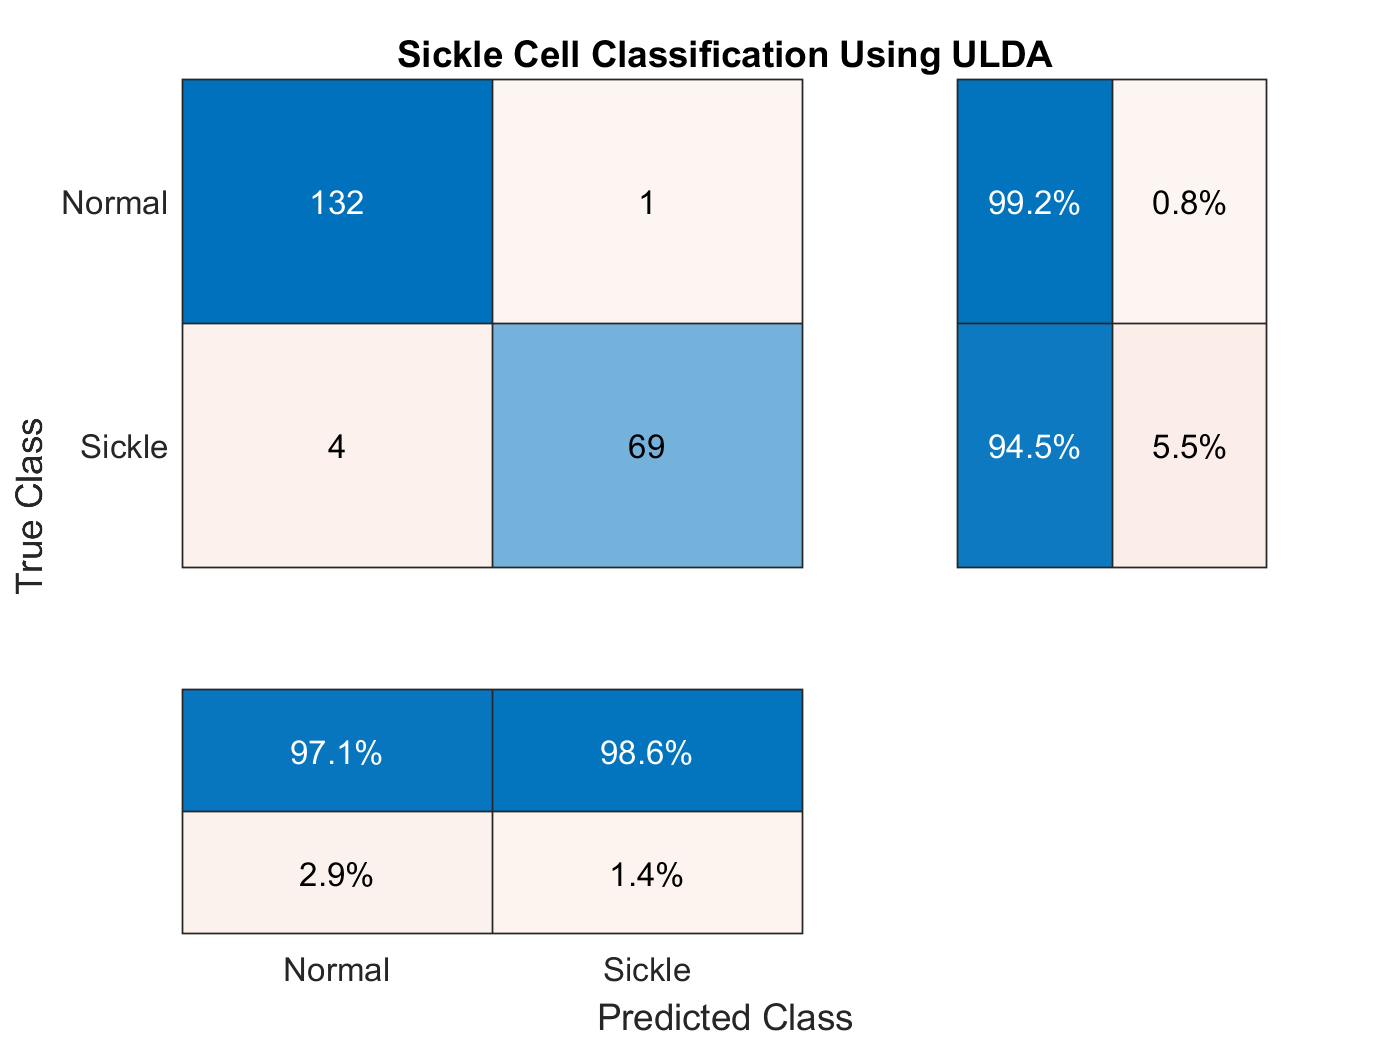 Sickle Cell Classification Using ULDA
Normal 132 1 99.2% 0.8%
Sickle 4 69 94.5% 5.5%
True Class
97.1% 98.6%
2.9% 1.4%
Normal Sickle
Predicted Class